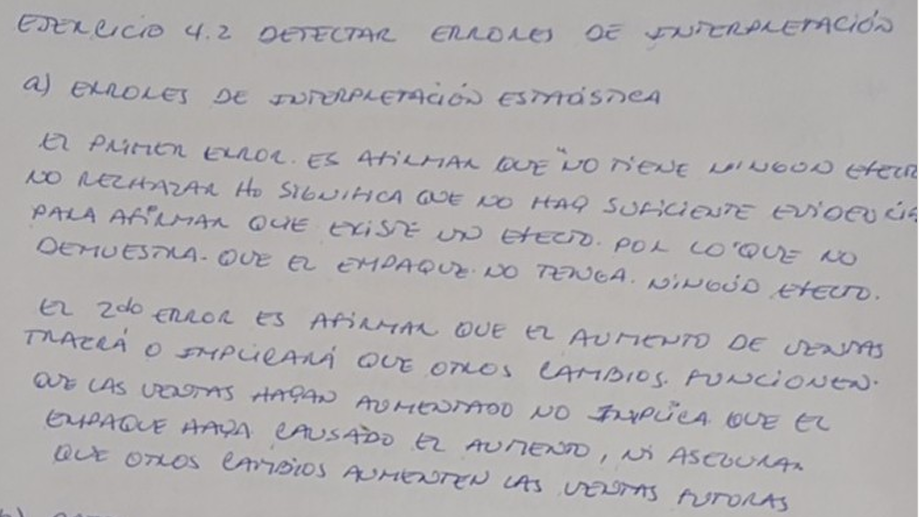 EJERCICIO 4.2 DETECTAR ERRORES DE INTERPRETACIÓN
a) ERRORES DE INTERPRETACIÓN ESTADÍSTICA
EL PRIMER ERROR. ES AFIRMAR QUE "NO TIENE NINGUN EFECTO
NO RECHAZAR Ho SIGNIFICA QUE NO HAY SUFICIENTE EVIDENCIA
PARA AFIRMAR QUE EXISTE UN EFECTO. POR LO QUE NO
DEMUESTRA. QUE EL EMPAQUE. NO TENGA. NINGÚN EFECTO.
EL 2do ERROR ES AFIRMAR QUE EL AUMENTO DE VENTAS
TRAERÁ O IMPLICARÁ QUE OTROS CAMBIOS. FUNCIONEN.
QUE LAS VENTAS HAYAN AUMENTADO NO IMPLICA QUE EL
EMPAQUE HAYA CAUSADO EL AUMENTO, NI ASEGURAR
QUE OTROS CAMBIOS AUMENTEN LAS VENTAS FUTURAS